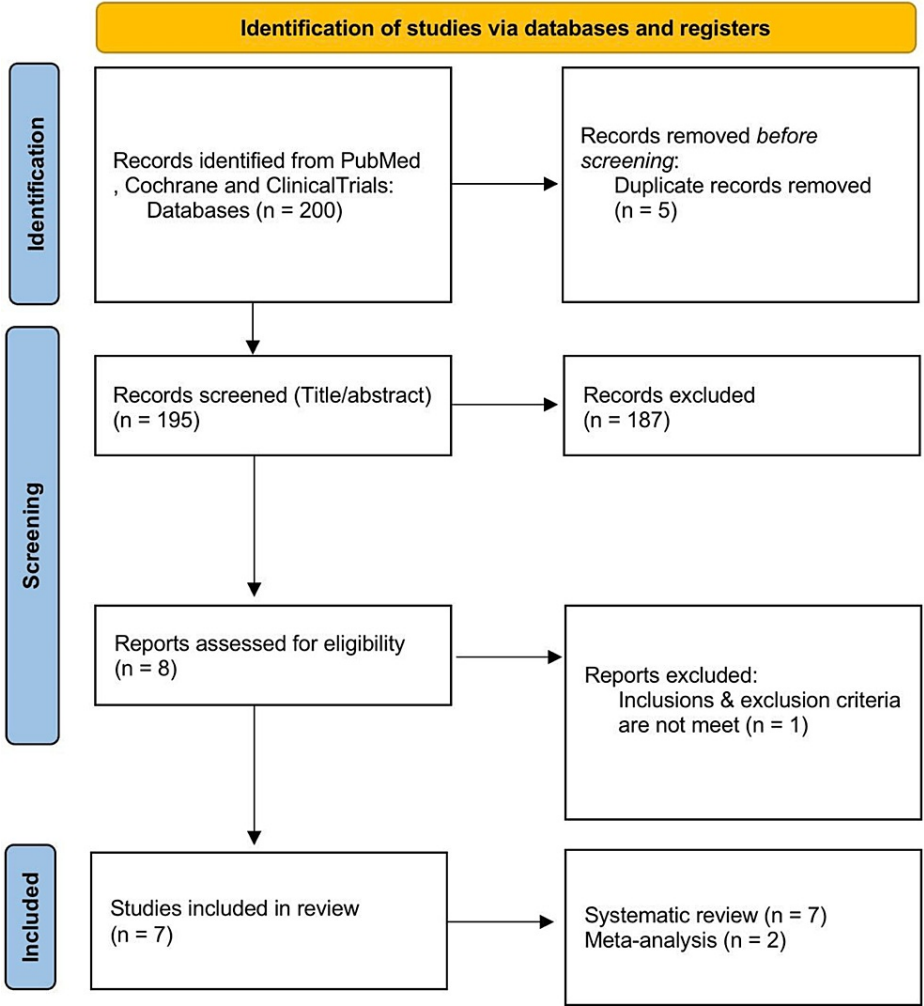 Identification of studies via databases and registers
Identification
Records identified from PubMed
, Cochrane and ClinicalTrials:
Databases (n = 200)
Records removed before
screening:
Duplicate records removed
(n = 5)
Screening
Records screened (Title/abstract)
(n = 195)
Records excluded
(n = 187)
Reports assessed for eligibility
(n = 8)
Reports excluded:
Inclusions & exclusion criteria
are not meet (n = 1)
Included
Studies included in review
(n = 7)
Systematic review (n = 7)
Meta-analysis (n = 2)